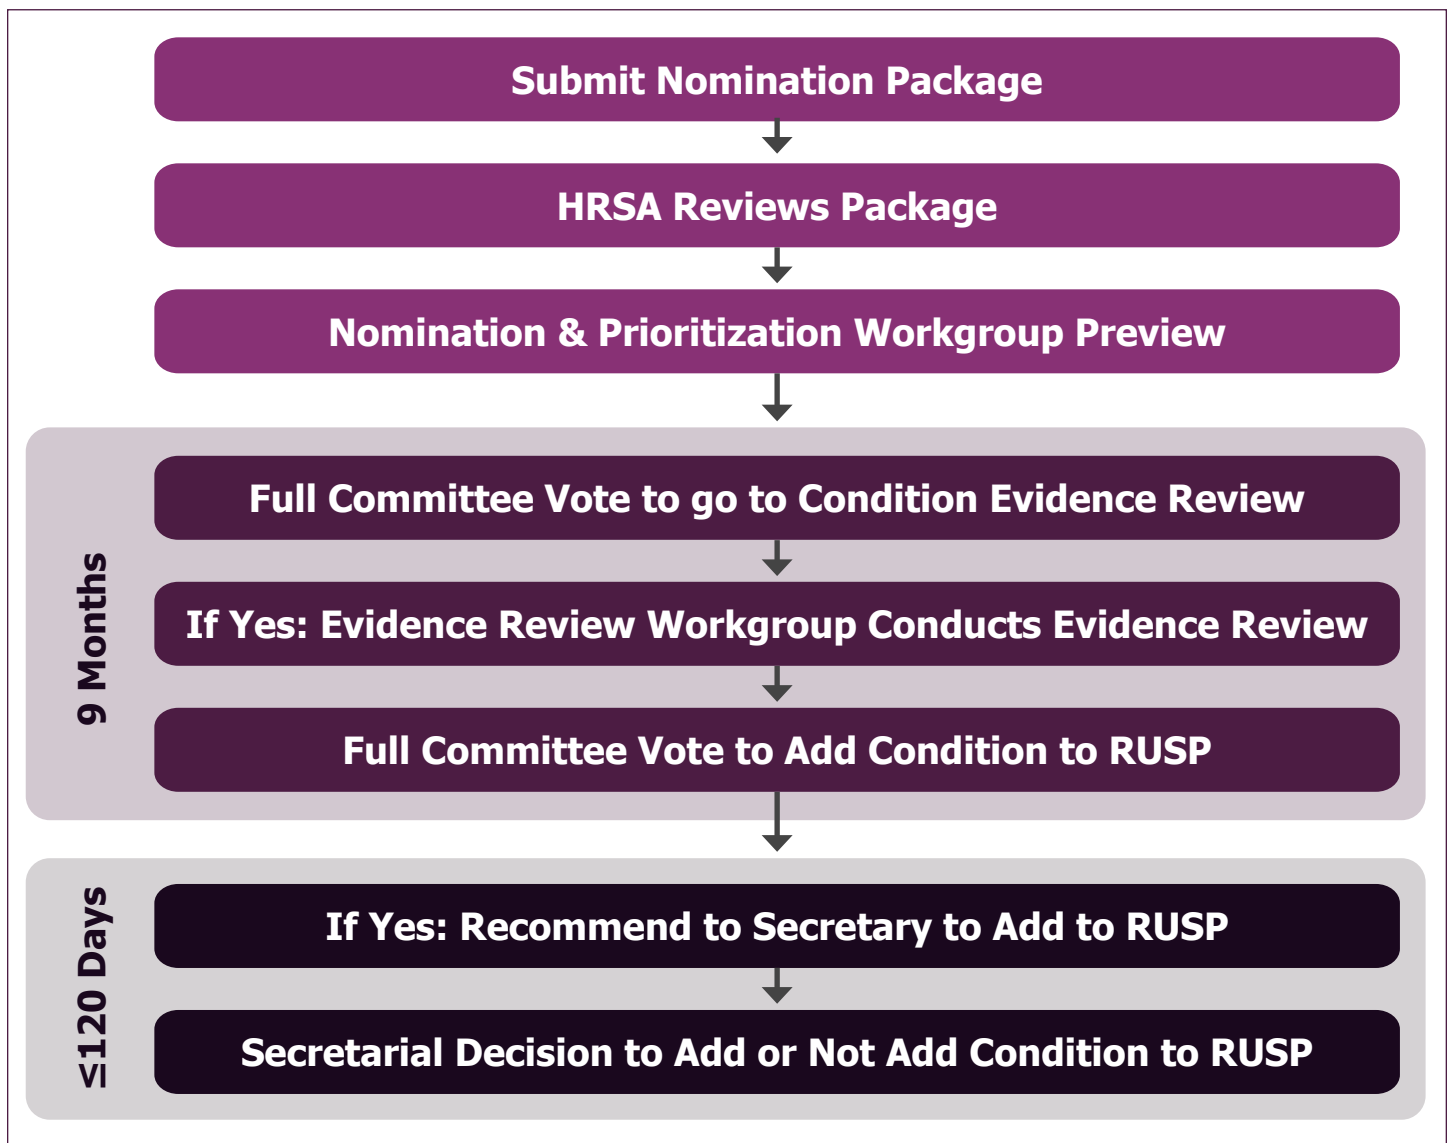 Submit Nomination Package
HRSA Reviews Package
Nomination & Prioritization Workgroup Preview
9 Months
Full Committee Vote to go to Condition Evidence Review
If Yes: Evidence Review Workgroup Conducts Evidence Review
Full Committee Vote to Add Condition to RUSP
≤120 Days
If Yes: Recommend to Secretary to Add to RUSP
Secretarial Decision to Add or Not Add Condition to RUSP